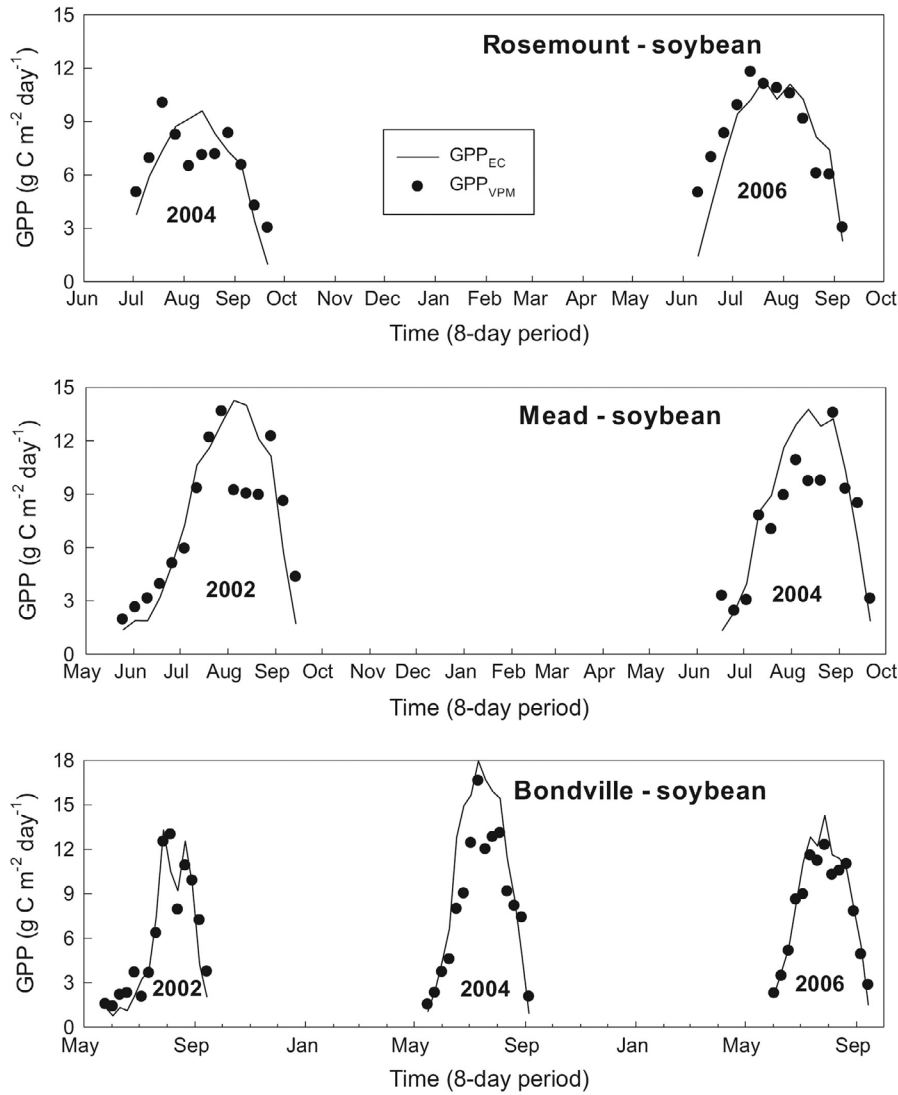 15
Rosemount - soybean
12
9
6
3
0
GPP (g C m⁻² day⁻¹)
GPP_EC
GPP_VPM
2004
2006
Jun Jul Aug Sep Oct Nov Dec Jan Feb Mar Apr May Jun Jul Aug Sep Oct
Time (8-day period)
15
Mead - soybean
12
9
6
3
0
GPP (g C m⁻² day⁻¹)
2002
2004
May Jun Jul Aug Sep Oct Nov Dec Jan Feb Mar Apr May Jun Jul Aug Sep Oct
Time (8-day period)
18
Bondville - soybean
15
12
9
6
3
0
GPP (g C m⁻² day⁻¹)
2002
2004
2006
May Sep Jan May Sep Jan May Sep
Time (8-day period)